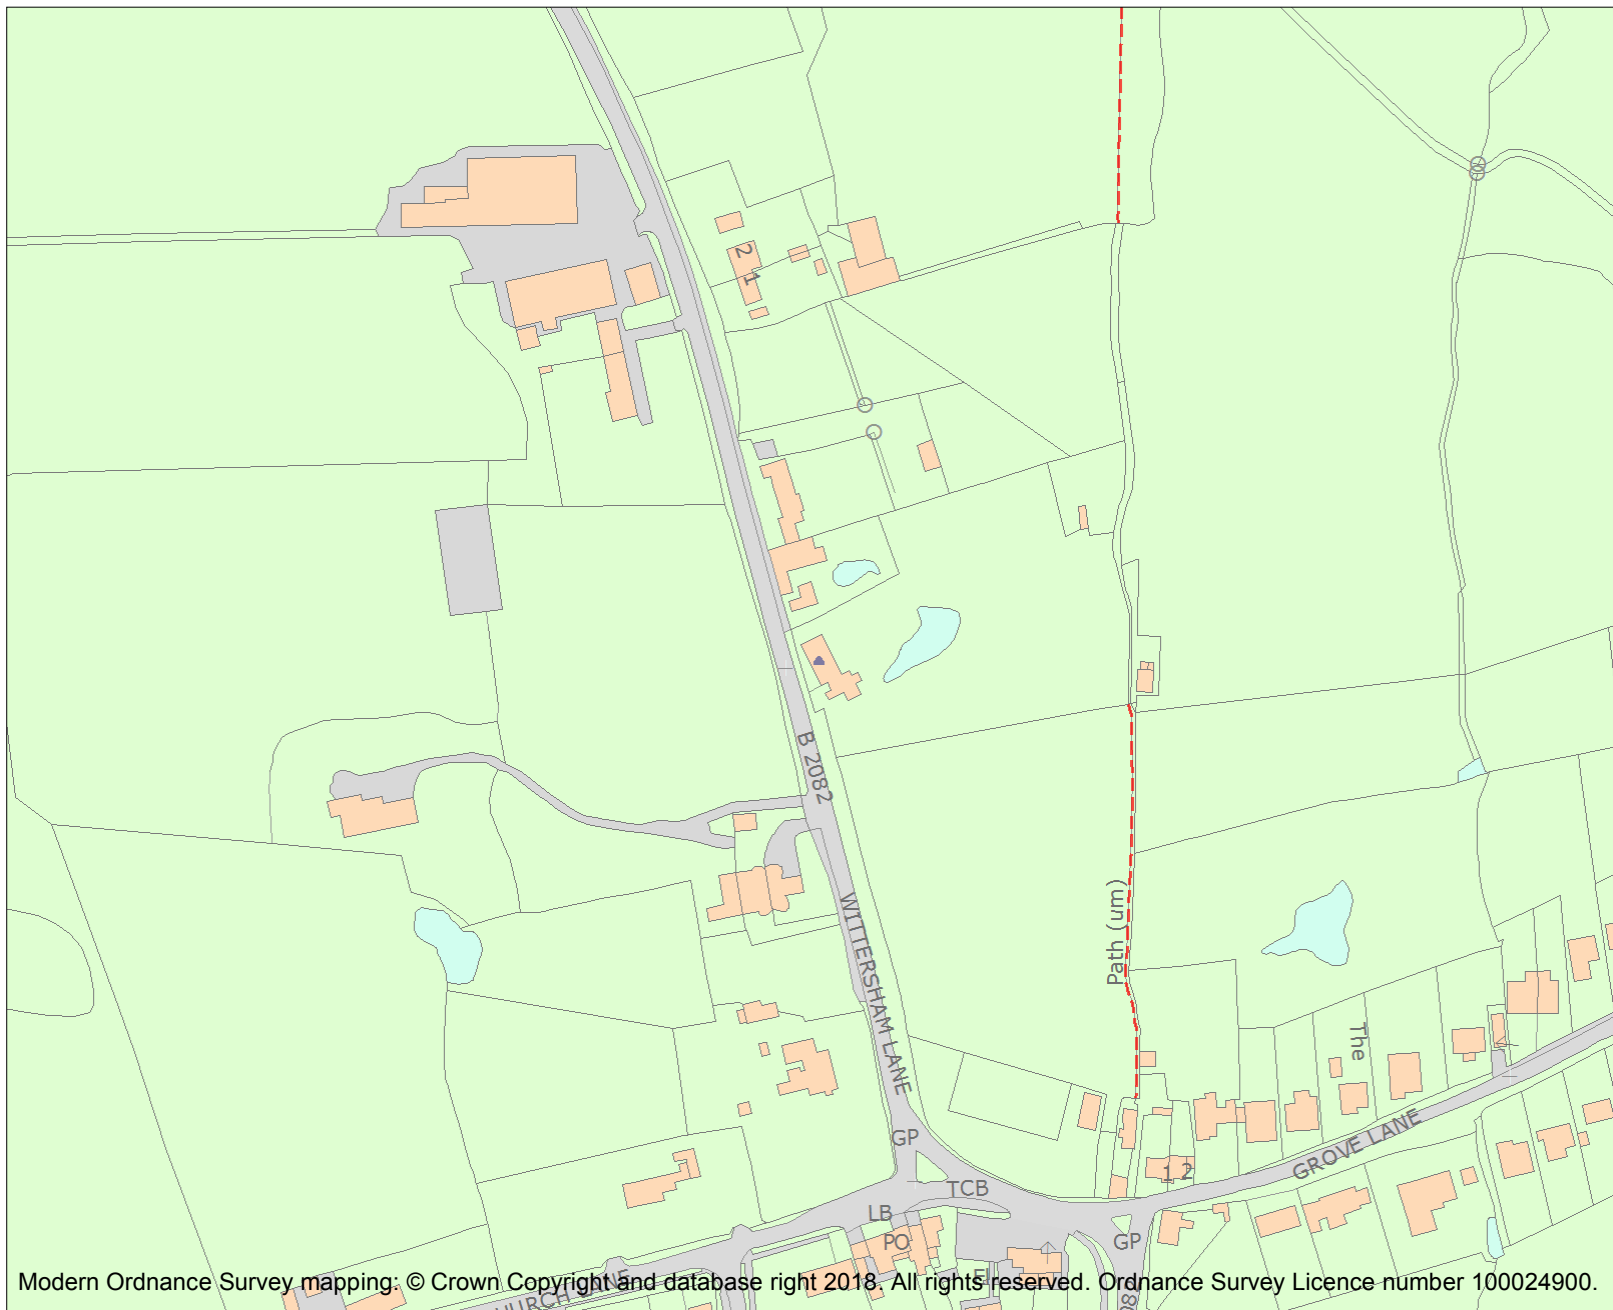 2 1
B 2082
WITTERSHAM LANE
Path (um)
The
GP
TCB
LB
PO
1 2
GROVE LANE
GP
El
Modern Ordnance Survey mapping: © Crown Copyright and database right 2018. All rights reserved. Ordnance Survey Licence number 100024900.